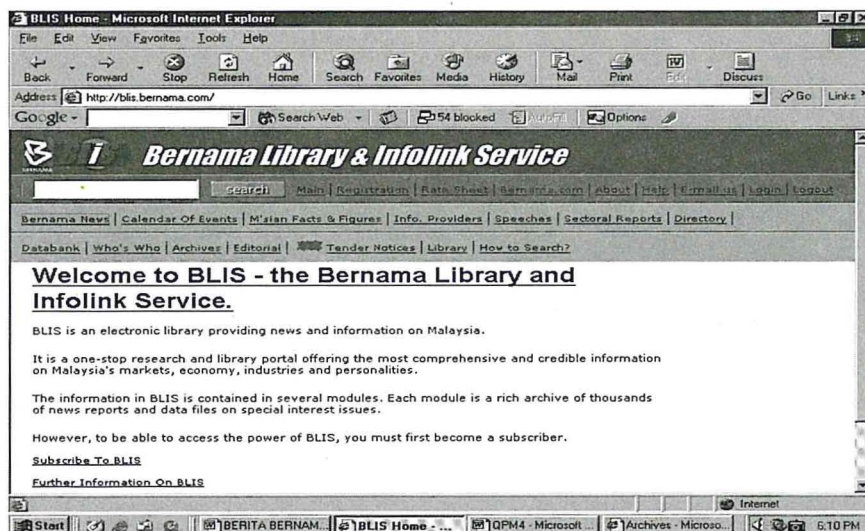 BLIS Home - Microsoft Internet Explorer
File Edit View Favorites Tools Help
Back Forward Stop Refresh Home Search Favorites Media History Mail Print Edit Discuss
Address http://blis.bernama.com/ Go Links
Google Search Web 54 blocked AutoFill Options
Bernama Library & Infolink Service
search Main | Registration | Rate Sheet | Bernama.com | About | Help | E-mail us | Login | Logout
Bernama News | Calendar Of Events | M'sian Facts & Figures | Info. Providers | Speeches | Sectoral Reports | Directory |
Databank | Who's Who | Archives | Editorial | Tender Notices | Library | How to Search?
Welcome to BLIS - the Bernama Library and
Infolink Service.
BLIS is an electronic library providing news and information on Malaysia.
It is a one-stop research and library portal offering the most comprehensive and credible information
on Malaysia's markets, economy, industries and personalities.
The information in BLIS is contained in several modules. Each module is a rich archive of thousands
of news reports and data files on special interest issues.
However, to be able to access the power of BLIS, you must first become a subscriber.
Subscribe To BLIS
Further Information On BLIS
Internet
Start BERITA BERNAM... BLIS Home - ... QPM4 - Microsoft ... Archives - Microso... 6:10 PM